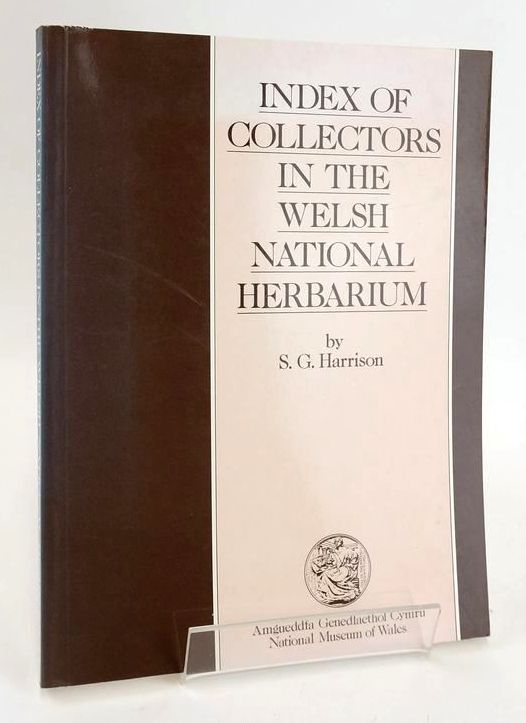 INDEX OF
COLLECTORS
IN THE
WELSH
NATIONAL
HERBARIUM
by
S. G. Harrison
Amgueddfa Genedlaethol Cymru
National Museum of Wales